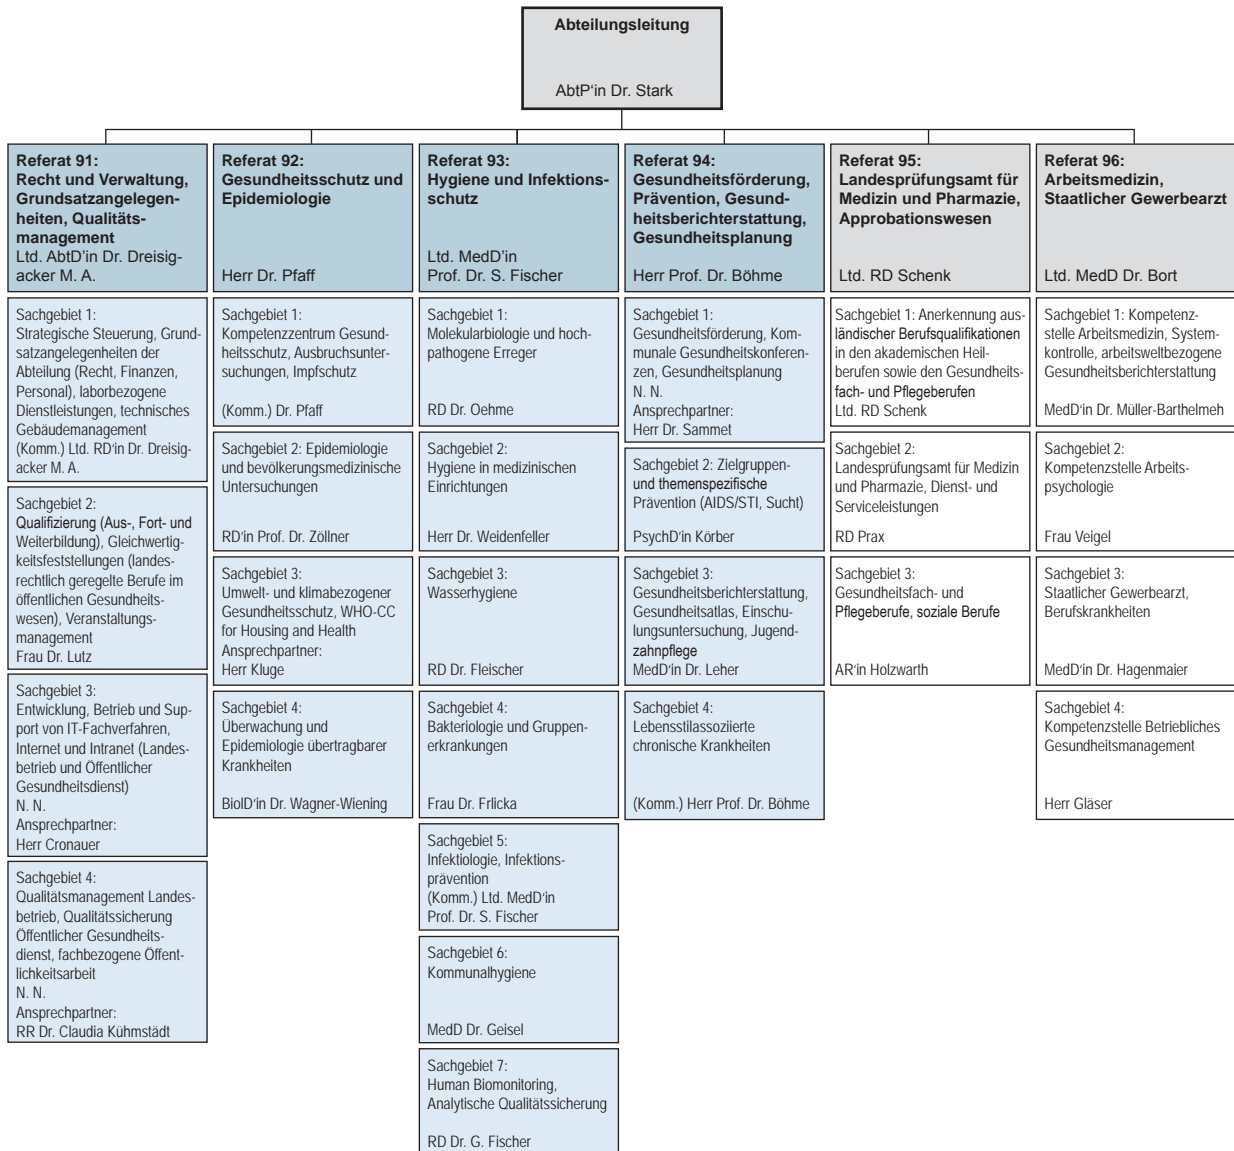 Abteilungsleitung
AbtP'in Dr. Stark
Referat 91:
Recht und Verwaltung,
Grundsatzangelegen-
heiten, Qualitäts-
management
Ltd. AbtD'in Dr. Dreisig-
acker M. A.
Sachgebiet 1:
Strategische Steuerung, Grund-
satzangelegenheiten der
Abteilung (Recht, Finanzen,
Personal), laborbezogene
Dienstleistungen, technisches
Gebäudemanagement
(Komm.) Ltd. RD'in Dr. Dreisig-
acker M. A.
Sachgebiet 2:
Qualifizierung (Aus-, Fort- und
Weiterbildung), Gleichwertig-
keitsfeststellungen (landes-
rechtlich geregelte Berufe im
öffentlichen Gesundheits-
wesen), Veranstaltungs-
management
Frau Dr. Lutz
Sachgebiet 3:
Entwicklung, Betrieb und Sup-
port von IT-Fachverfahren,
Internet und Intranet (Landes-
betrieb und Öffentlicher
Gesundheitsdienst)
N. N.
Ansprechpartner:
Herr Cronauer
Sachgebiet 4:
Qualitätsmanagement Landes-
betrieb, Qualitätssicherung
Öffentlicher Gesundheits-
dienst, fachbezogene Öffent-
lichkeitsarbeit
N. N.
Ansprechpartner:
RR Dr. Claudia Kühmstädt
Referat 92:
Gesundheitsschutz und
Epidemiologie
Herr Dr. Pfaff
Sachgebiet 1:
Kompetenzzentrum Gesund-
heitsschutz, Ausbruchsunter-
suchungen, Impfschutz
(Komm.) Dr. Pfaff
Sachgebiet 2: Epidemiologie
und bevölkerungsmedizinische
Untersuchungen
RD'in Prof. Dr. Zöllner
Sachgebiet 3:
Umwelt- und klimabezogener
Gesundheitsschutz, WHO-CC
for Housing and Health
Ansprechpartner:
Herr Kluge
Sachgebiet 4:
Überwachung und
Epidemiologie übertragbarer
Krankheiten
BiolD'in Dr. Wagner-Wiening
Referat 93:
Hygiene und Infektions-
schutz
Ltd. MedD'in
Prof. Dr. S. Fischer
Sachgebiet 1:
Molekularbiologie und hoch-
pathogene Erreger
RD Dr. Oehme
Sachgebiet 2:
Hygiene in medizinischen
Einrichtungen
Herr Dr. Weidenfeller
Sachgebiet 3:
Wasserhygiene
RD Dr. Fleischer
Sachgebiet 4:
Bakteriologie und Gruppen-
erkrankungen
Frau Dr. Frlicka
Sachgebiet 5:
Infektiologie, Infektions-
prävention
(Komm.) Ltd. MedD'in
Prof. Dr. S. Fischer
Sachgebiet 6:
Kommunalhygiene
MedD Dr. Geisel
Sachgebiet 7:
Human Biomonitoring,
Analytische Qualitätssicherung
RD Dr. G. Fischer
Referat 94:
Gesundheitsförderung,
Prävention, Gesund-
heitsberichterstattung,
Gesundheitsplanung
Herr Prof. Dr. Böhme
Sachgebiet 1:
Gesundheitsförderung, Kom-
munale Gesundheitskonferen-
zen, Gesundheitsplanung
N. N.
Ansprechpartner:
Herr Dr. Sammet
Sachgebiet 2: Zielgruppen-
und themenspezifische
Prävention (AIDS/STI, Sucht)
PsychD'in Körber
Sachgebiet 3:
Gesundheitsberichterstattung,
Gesundheitsatlas, Einschu-
lungsuntersuchung, Jugend-
zahnpflege
MedD'in Dr. Leher
Sachgebiet 4:
Lebensstilassoziierte
chronische Krankheiten
(Komm.) Herr Prof. Dr. Böhme
Referat 95:
Landesprüfungsamt für
Medizin und Pharmazie,
Approbationswesen
Ltd. RD Schenk
Sachgebiet 1: Anerkennung aus-
ländischer Berufsqualifikationen
in den akademischen Heil-
berufen sowie den Gesundheits-
fach- und Pflegeberufen
Ltd. RD Schenk
Sachgebiet 2:
Landesprüfungsamt für Medizin
und Pharmazie, Dienst- und
Serviceleistungen
RD Prax
Sachgebiet 3:
Gesundheitsfach- und
Pflegeberufe, soziale Berufe
AR'in Holzwarth
Referat 96:
Arbeitsmedizin,
Staatlicher Gewerbearzt
Ltd. MedD Dr. Bort
Sachgebiet 1: Kompetenz-
stelle Arbeitsmedizin, System-
kontrolle, arbeitsweltbezogene
Gesundheitsberichterstattung
MedD'in Dr. Müller-Barthelmeh
Sachgebiet 2:
Kompetenzstelle Arbeits-
psychologie
Frau Veigel
Sachgebiet 3:
Staatlicher Gewerbearzt,
Berufskrankheiten
MedD'in Dr. Hagenmaier
Sachgebiet 4:
Kompetenzstelle Betriebliches
Gesundheitsmanagement
Herr Gläser